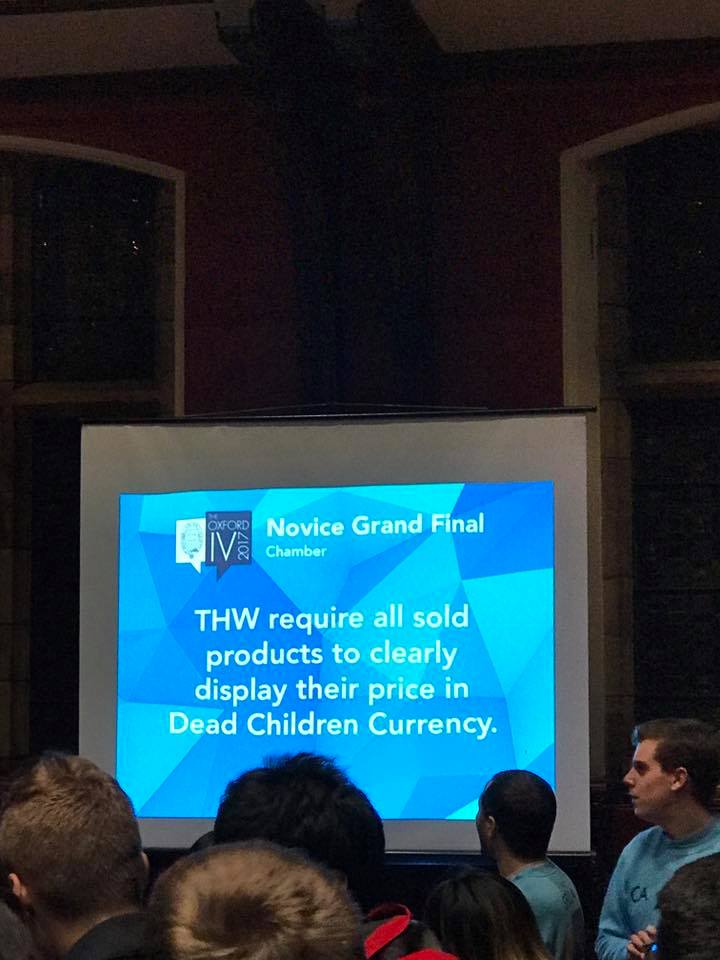 THE
OXFORD
IV
2017
Novice Grand Final
Chamber
THW require all sold
products to clearly
display their price in
Dead Children Currency.
CA